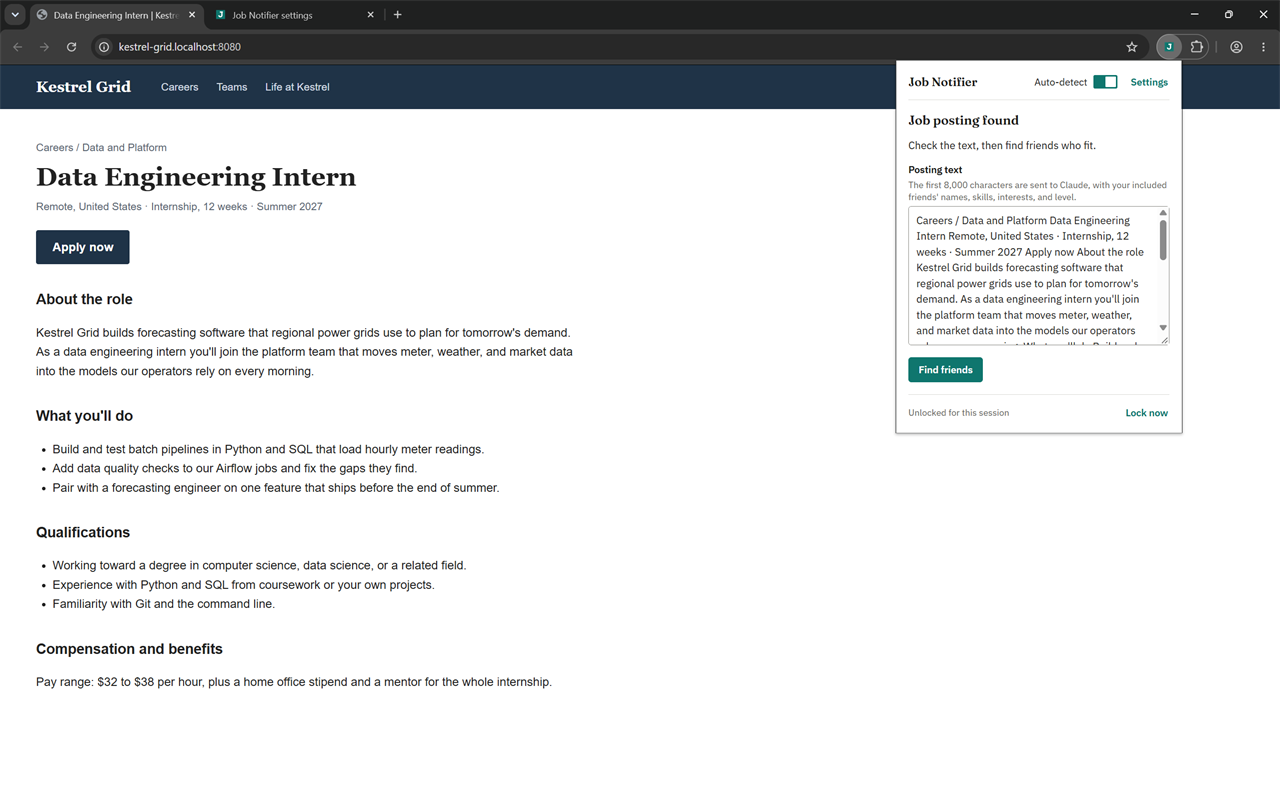 Data Engineering Intern | Kestre
Job Notifier settings
kestrel-grid.localhost:8080
Kestrel Grid
Careers
Teams
Life at Kestrel
Careers / Data and Platform
Data Engineering Intern
Remote, United States · Internship, 12 weeks · Summer 2027
Apply now
About the role
Kestrel Grid builds forecasting software that regional power grids use to plan for tomorrow's demand.
As a data engineering intern you'll join the platform team that moves meter, weather, and market data
into the models our operators rely on every morning.
What you'll do
• Build and test batch pipelines in Python and SQL that load hourly meter readings.
• Add data quality checks to our Airflow jobs and fix the gaps they find.
• Pair with a forecasting engineer on one feature that ships before the end of summer.
Qualifications
• Working toward a degree in computer science, data science, or a related field.
• Experience with Python and SQL from coursework or your own projects.
• Familiarity with Git and the command line.
Compensation and benefits
Pay range: $32 to $38 per hour, plus a home office stipend and a mentor for the whole internship.
Job Notifier
Auto-detect
Settings
Job posting found
Check the text, then find friends who fit.
Posting text
The first 8,000 characters are sent to Claude, with your included
friends' names, skills, interests, and level.
Careers / Data and Platform Data Engineering
Intern Remote, United States · Internship, 12
weeks · Summer 2027 Apply now About the role
Kestrel Grid builds forecasting software that
regional power grids use to plan for tomorrow's
demand. As a data engineering intern you'll join
the platform team that moves meter, weather,
and market data into the models our operators
Find friends
Unlocked for this session
Lock now